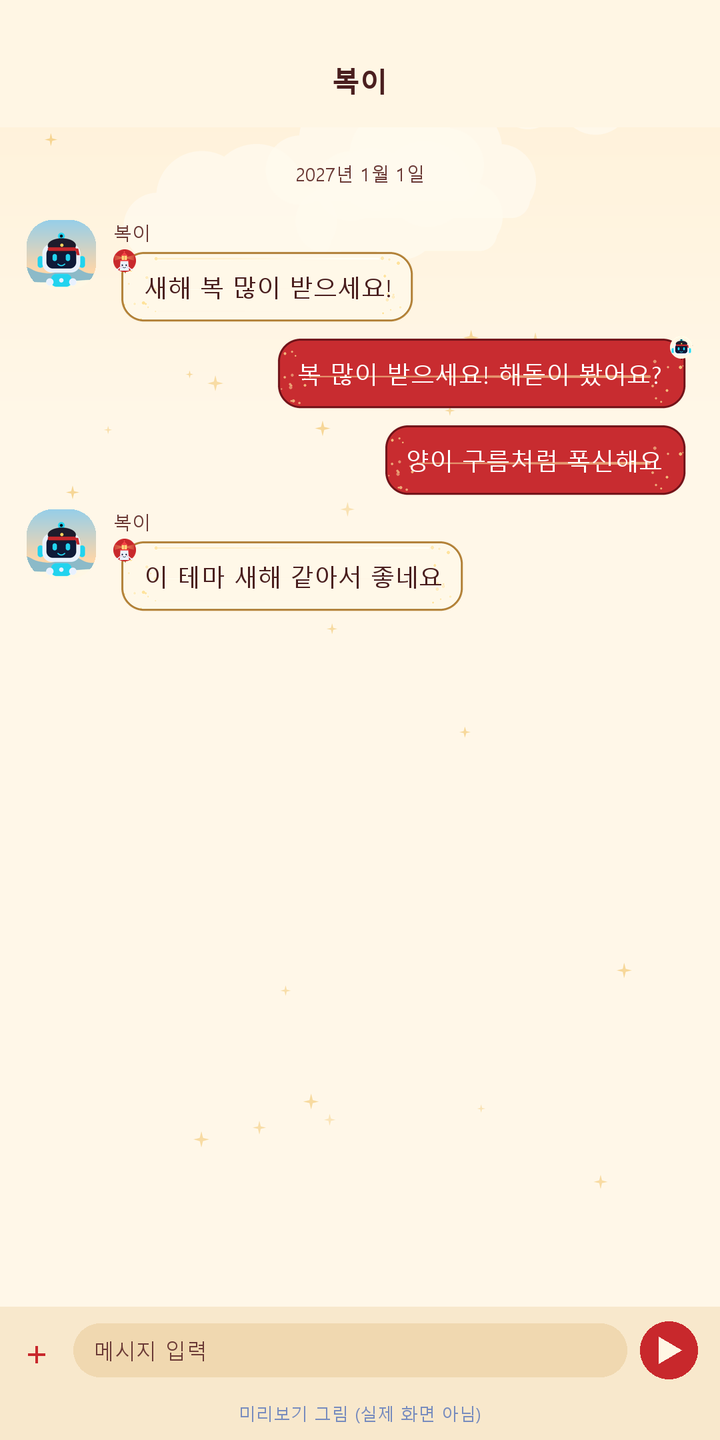 복이
2027년 1월 1일
복이
새해 복 많이 받으세요!
복 많이 받으세요! 해돋이 봤어요?
양이 구름처럼 폭신해요
복이
이 테마 새해 같아서 좋네요
메시지 입력
미리보기 그림 (실제 화면 아님)